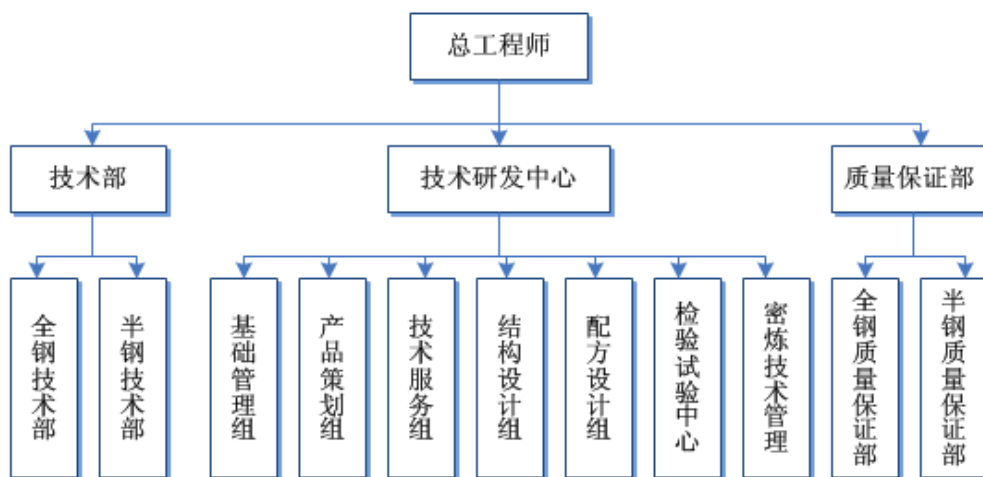 总工程师
技术部
技术研发中心
质量保证部
全钢技术部
半钢技术部
基础管理组
产品策划组
技术服务组
结构设计组
配方设计组
检验试验中心
密炼技术管理
全钢质量保证部
半钢质量保证部